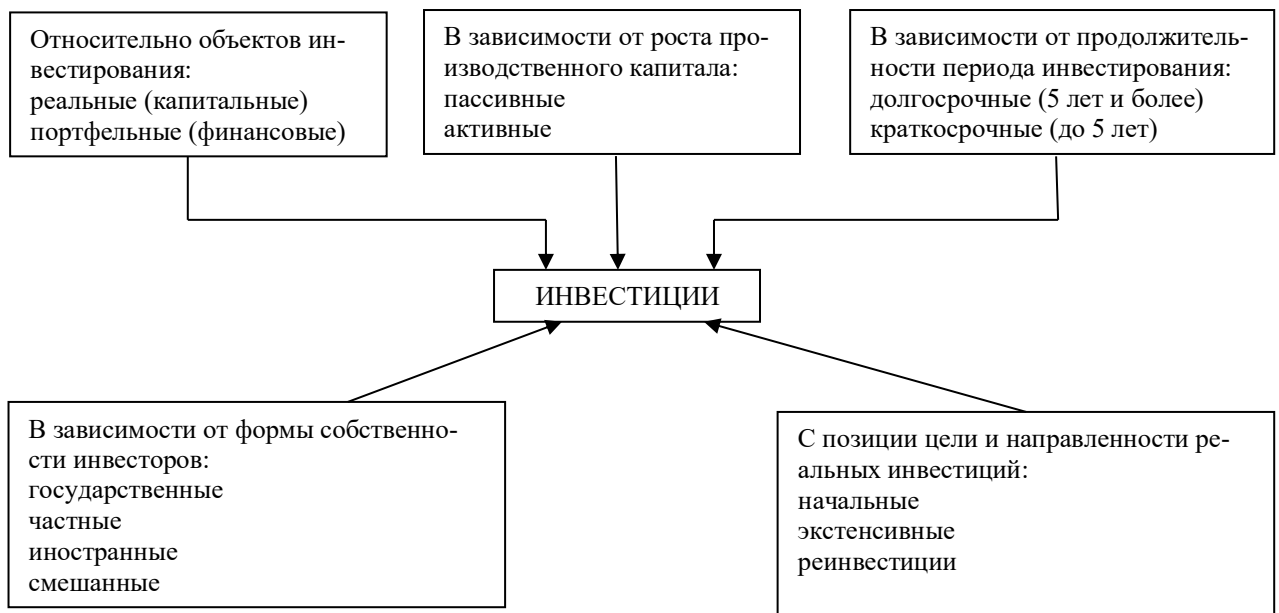 Относительно объектов ин-
вестирования:
реальные (капитальные)
портфельные (финансовые)
В зависимости от роста про-
изводственного капитала:
пассивные
активные
В зависимости от продолжитель-
ности периода инвестирования:
долгосрочные (5 лет и более)
краткосрочные (до 5 лет)
ИНВЕСТИЦИИ
В зависимости от формы собственно-
сти инвесторов:
государственные
частные
иностранные
смешанные
С позиции цели и направленности ре-
альных инвестиций:
начальные
экстенсивные
реинвестиции